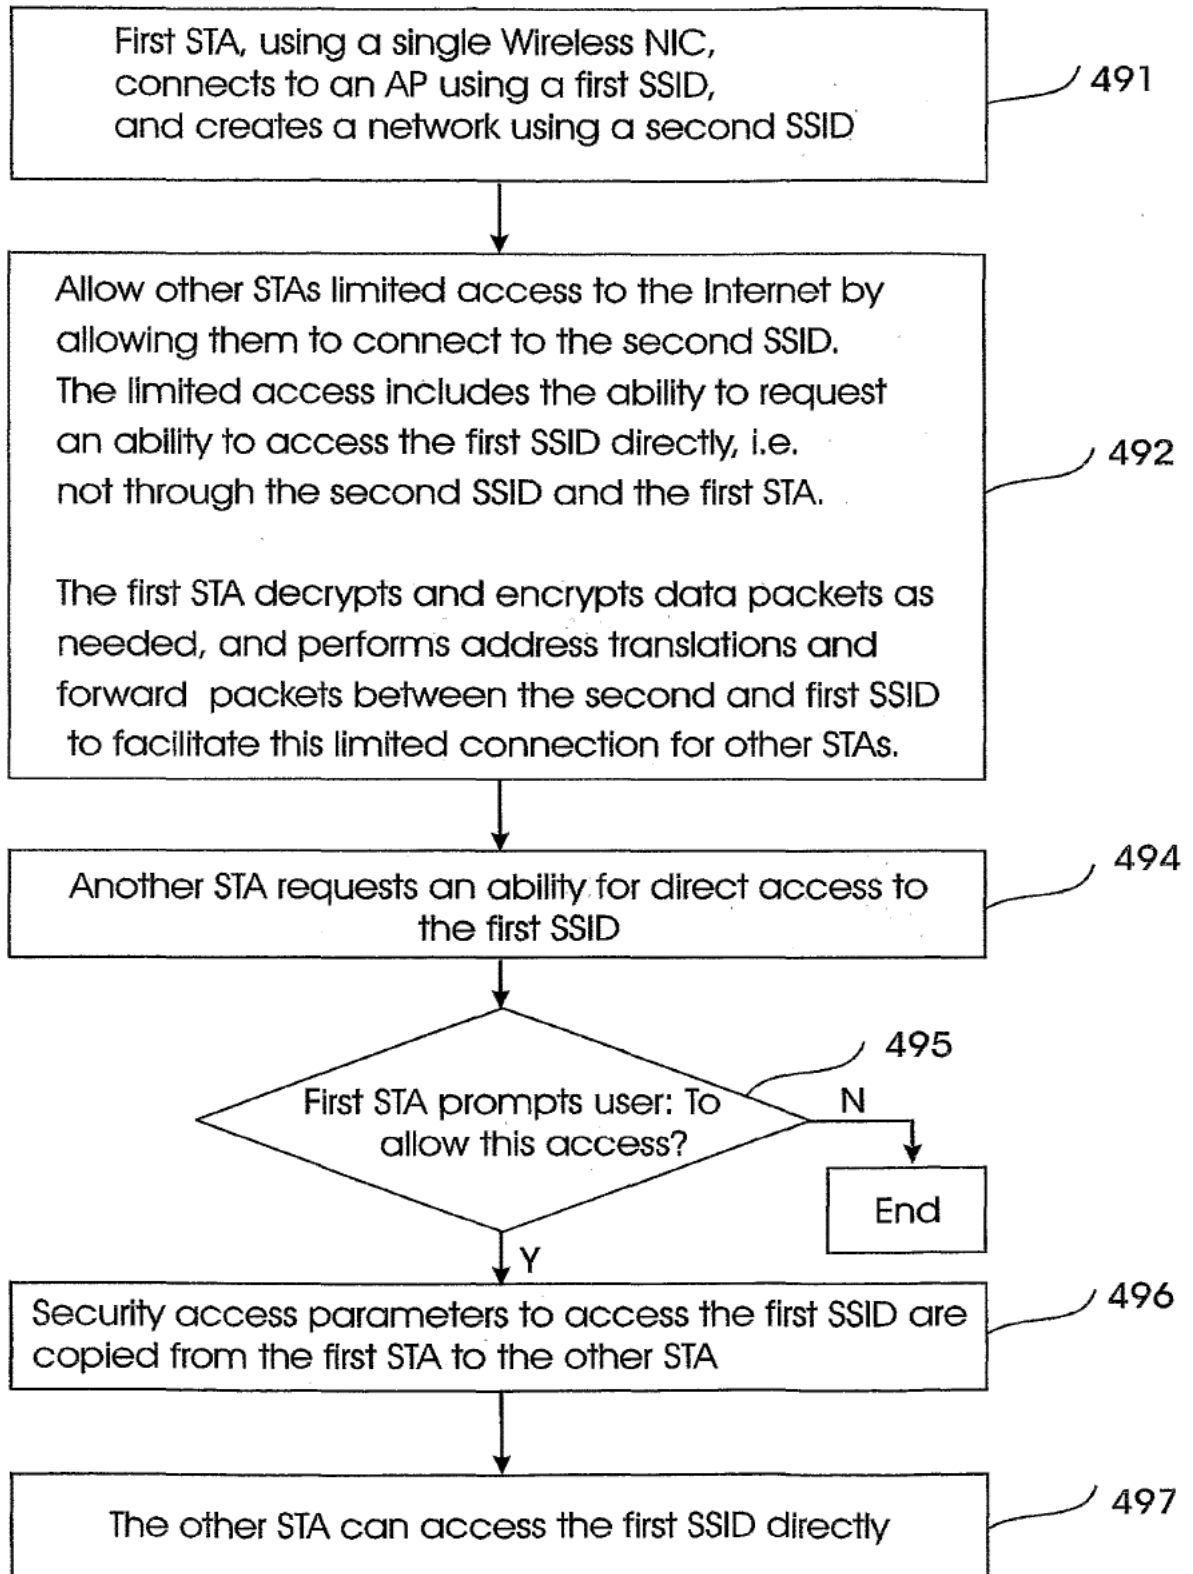 First STA, using a single Wireless NIC,
connects to an AP using a first SSID,
and creates a network using a second SSID
491
Allow other STAs limited access to the Internet by
allowing them to connect to the second SSID.
The limited access includes the ability to request
an ability to access the first SSID directly, i.e.
not through the second SSID and the first STA.
492
The first STA decrypts and encrypts data packets as
needed, and performs address translations and
forward packets between the second and first SSID
to facilitate this limited connection for other STAs.
494
Another STA requests an ability for direct access to
the first SSID
495
First STA prompts user: To
allow this access?
N
End
Y
496
Security access parameters to access the first SSID are
copied from the first STA to the other STA
497
The other STA can access the first SSID directly